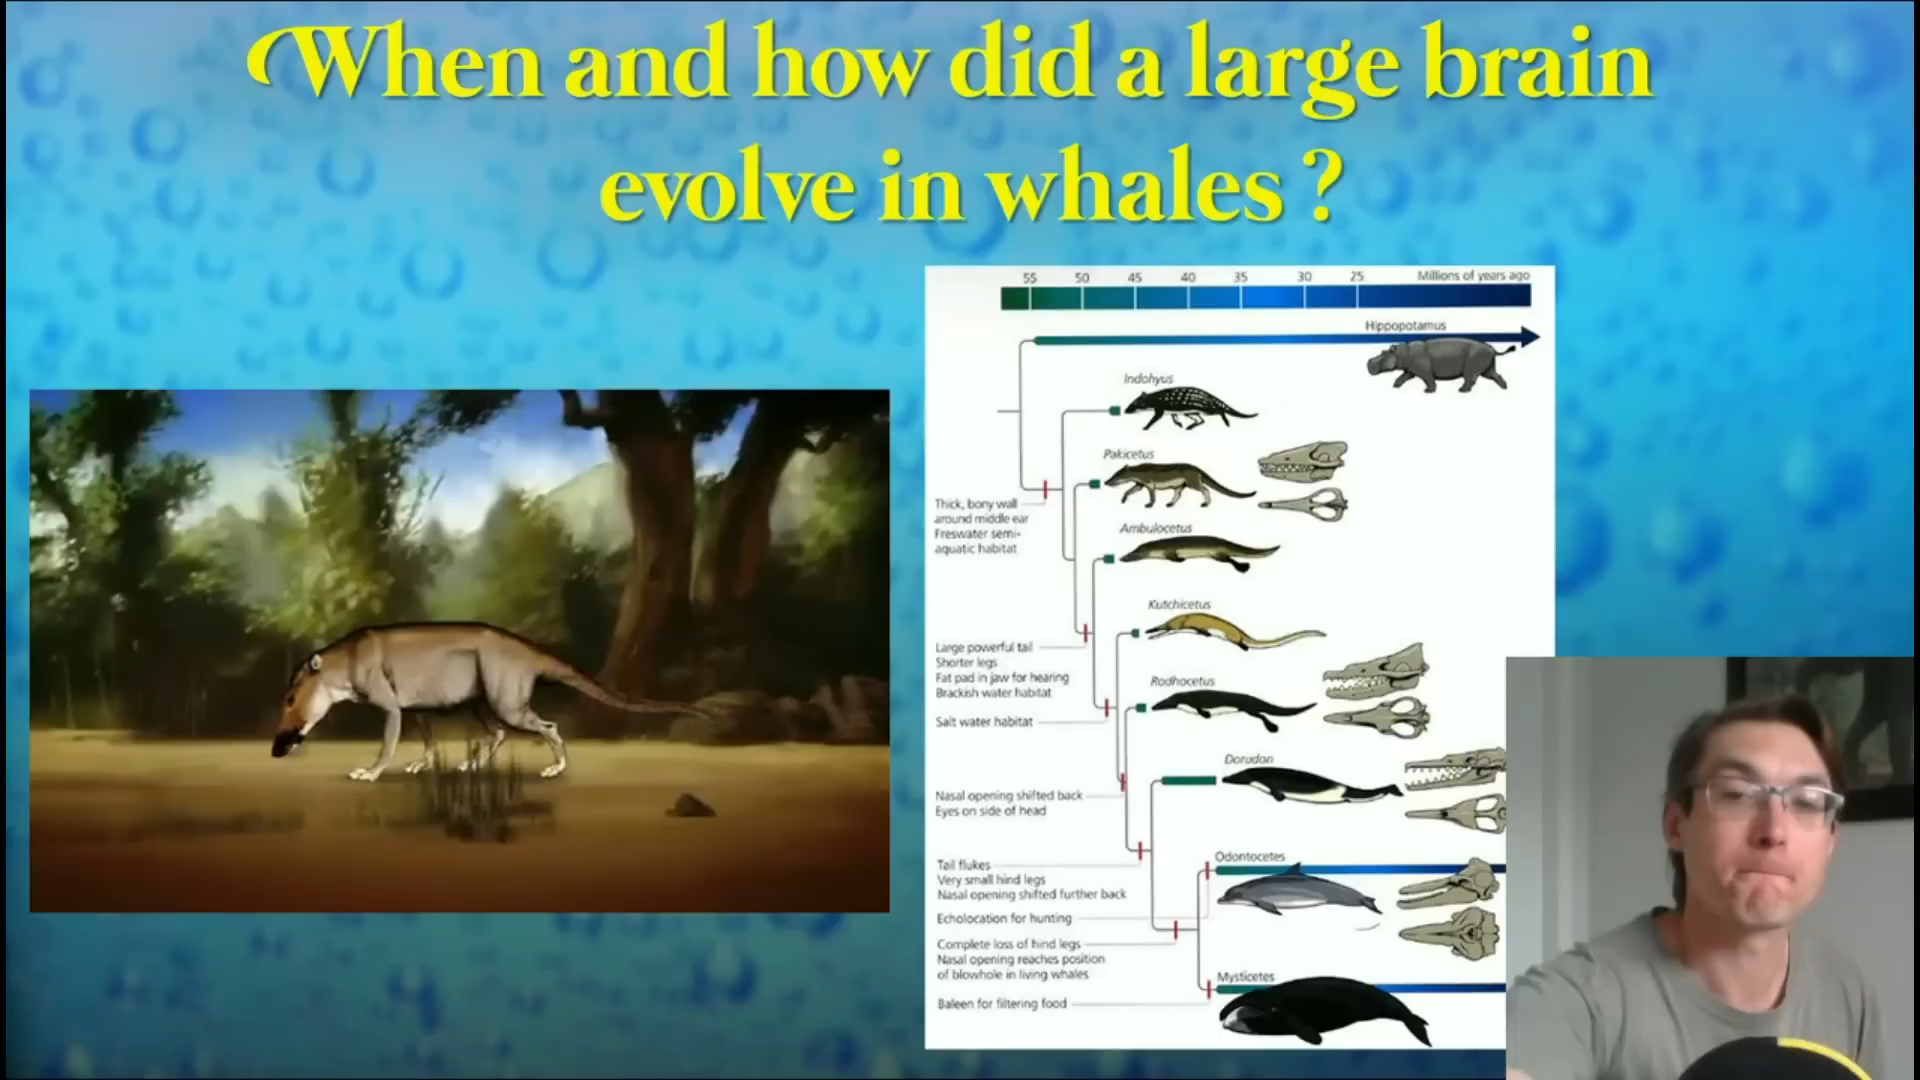 When and how did a large brain
evolve in whales ?
55 50 45 40 35 30 25 Millions of years ago
Hippopotamus
Indohyus
Pakicetus
Thick, bony wall
around middle ear
Freswater semi-
aquatic habitat
Ambulocetus
Kutchicetus
Large powerful tail
Shorter legs
Fat pad in jaw for hearing
Brackish water habitat
Rodhocetus
Salt water habitat
Dorudon
Nasal opening shifted back
Eyes on side of head
Odontocetes
Tail flukes
Very small hind legs
Nasal opening shifted further back
Echolocation for hunting
Complete loss of hind legs
Nasal opening reaches position
of blowhole in living whales
Mysticetes
Baleen for filtering food